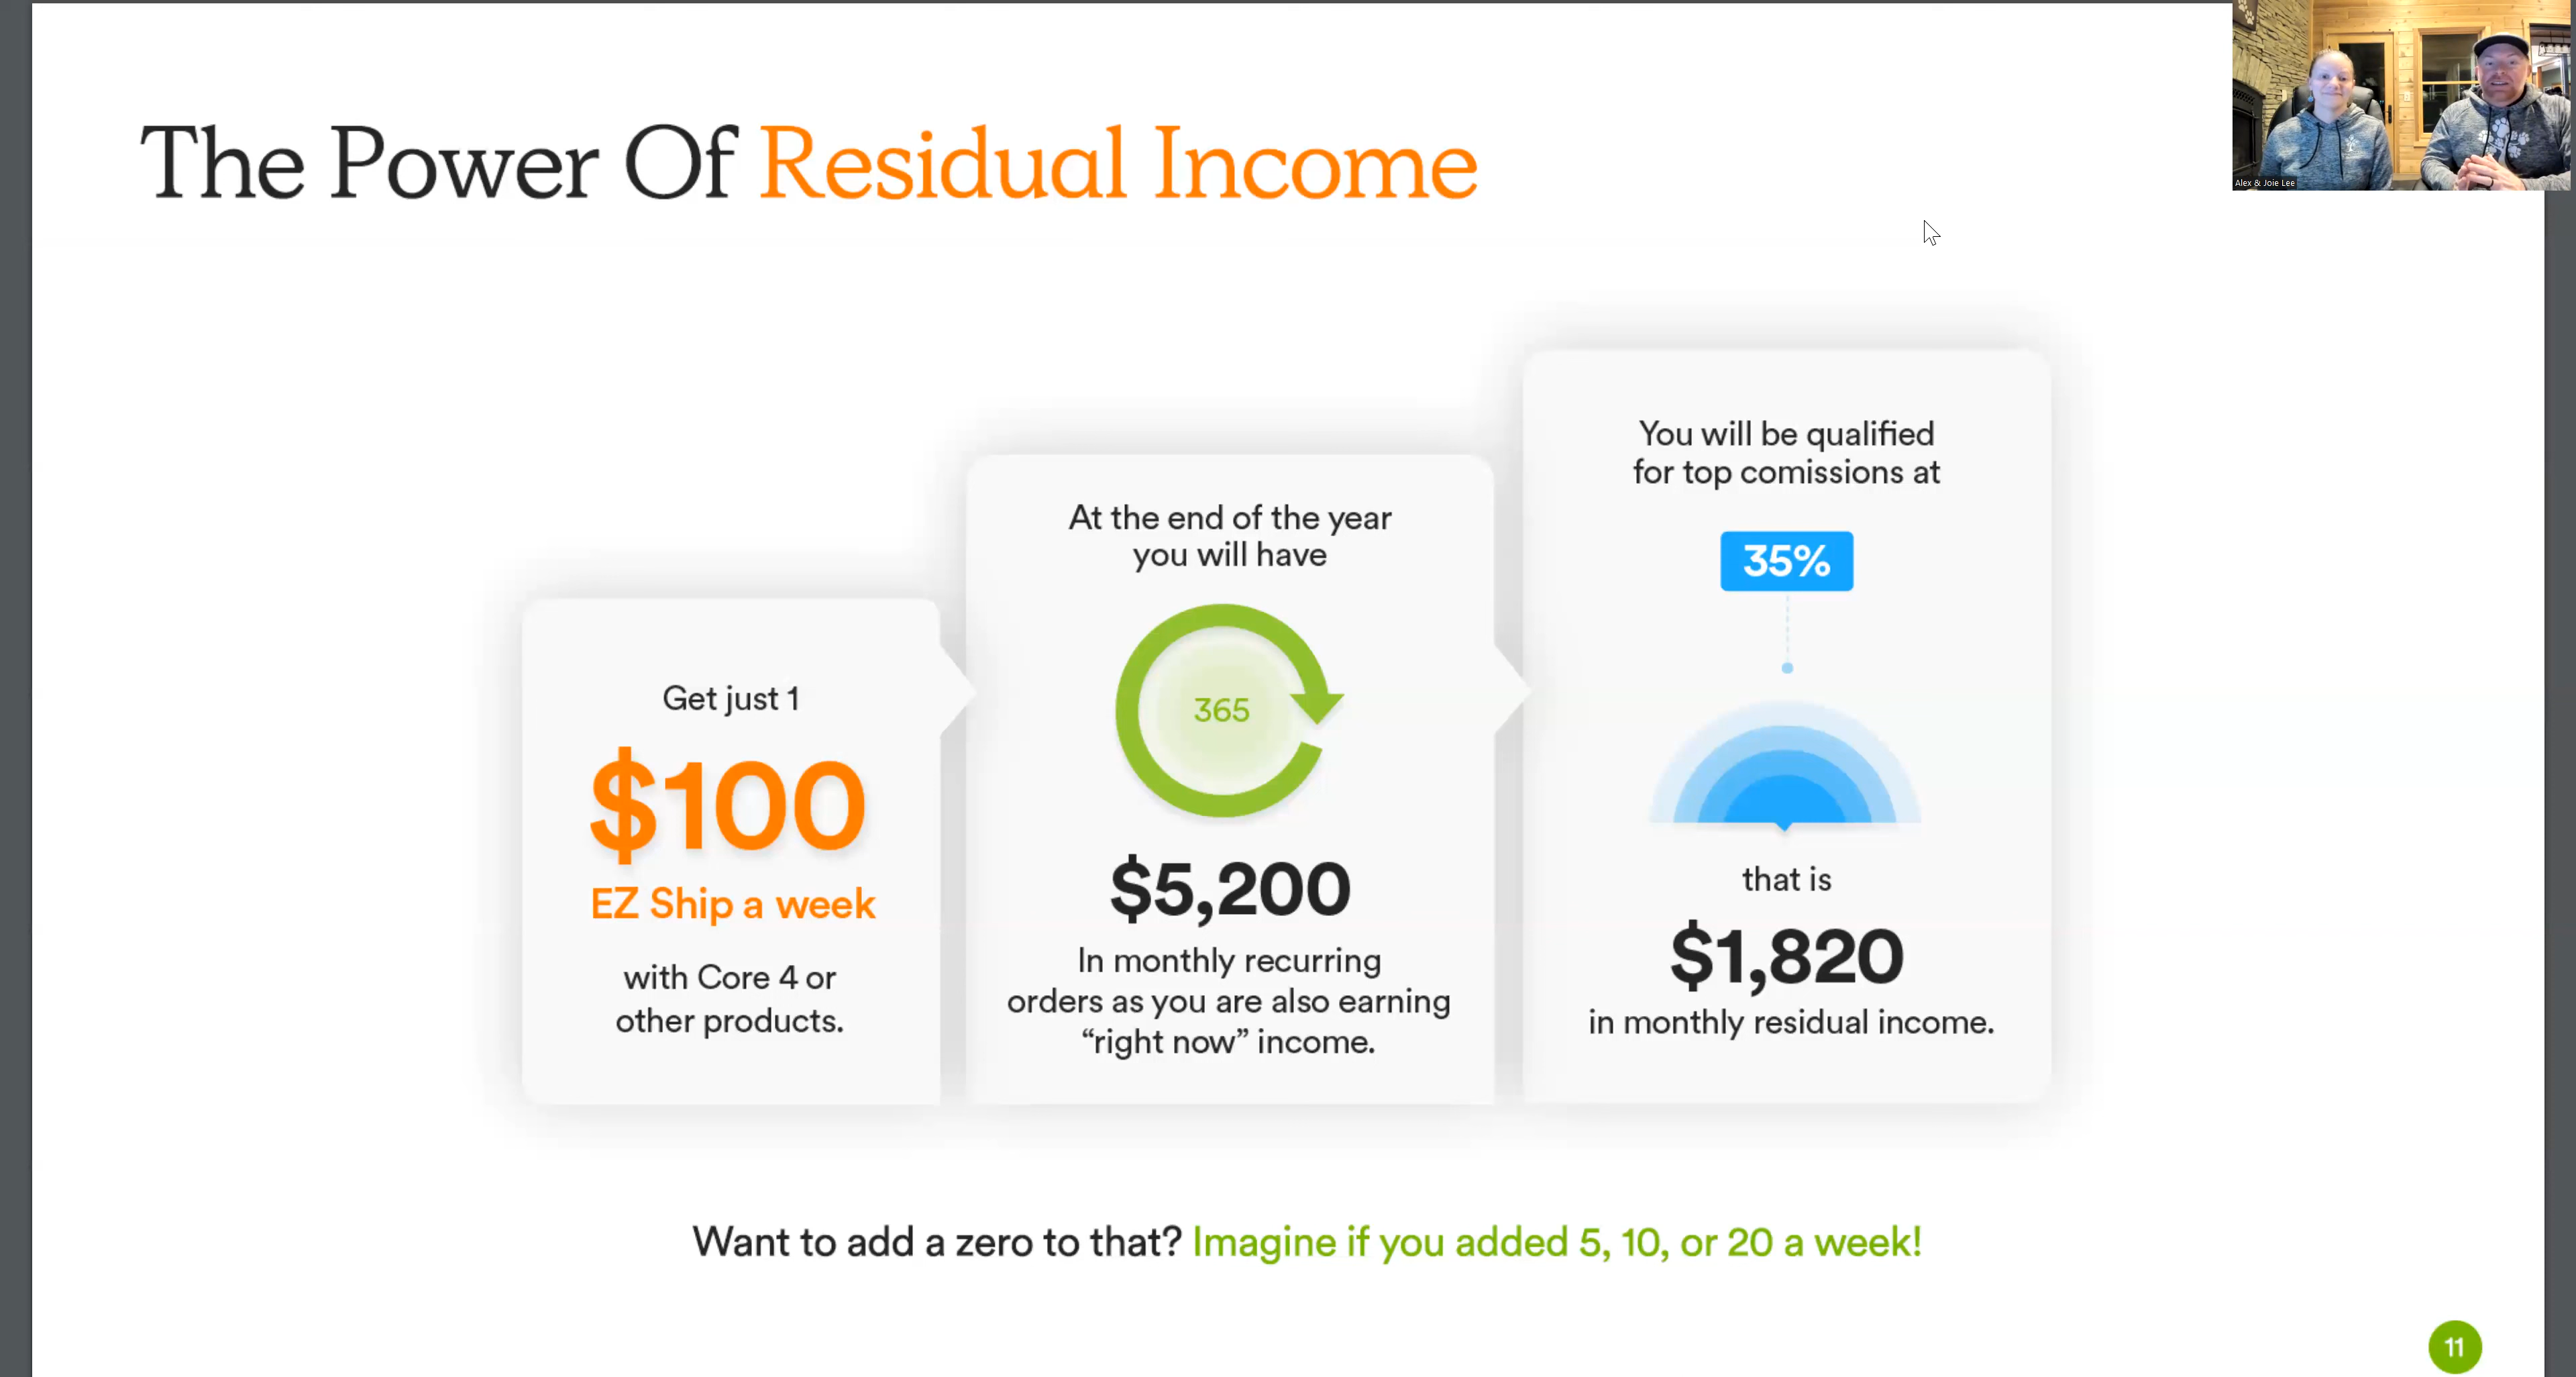 The Power Of Residual Income
Alex & Joie Lee
Get just 1
$100
EZ Ship a week
with Core 4 or
other products.
At the end of the year
you will have
365
$5,200
In monthly recurring
orders as you are also earning
“right now” income.
You will be qualified
for top comissions at
35%
that is
$1,820
in monthly residual income.
Want to add a zero to that? Imagine if you added 5, 10, or 20 a week!
11